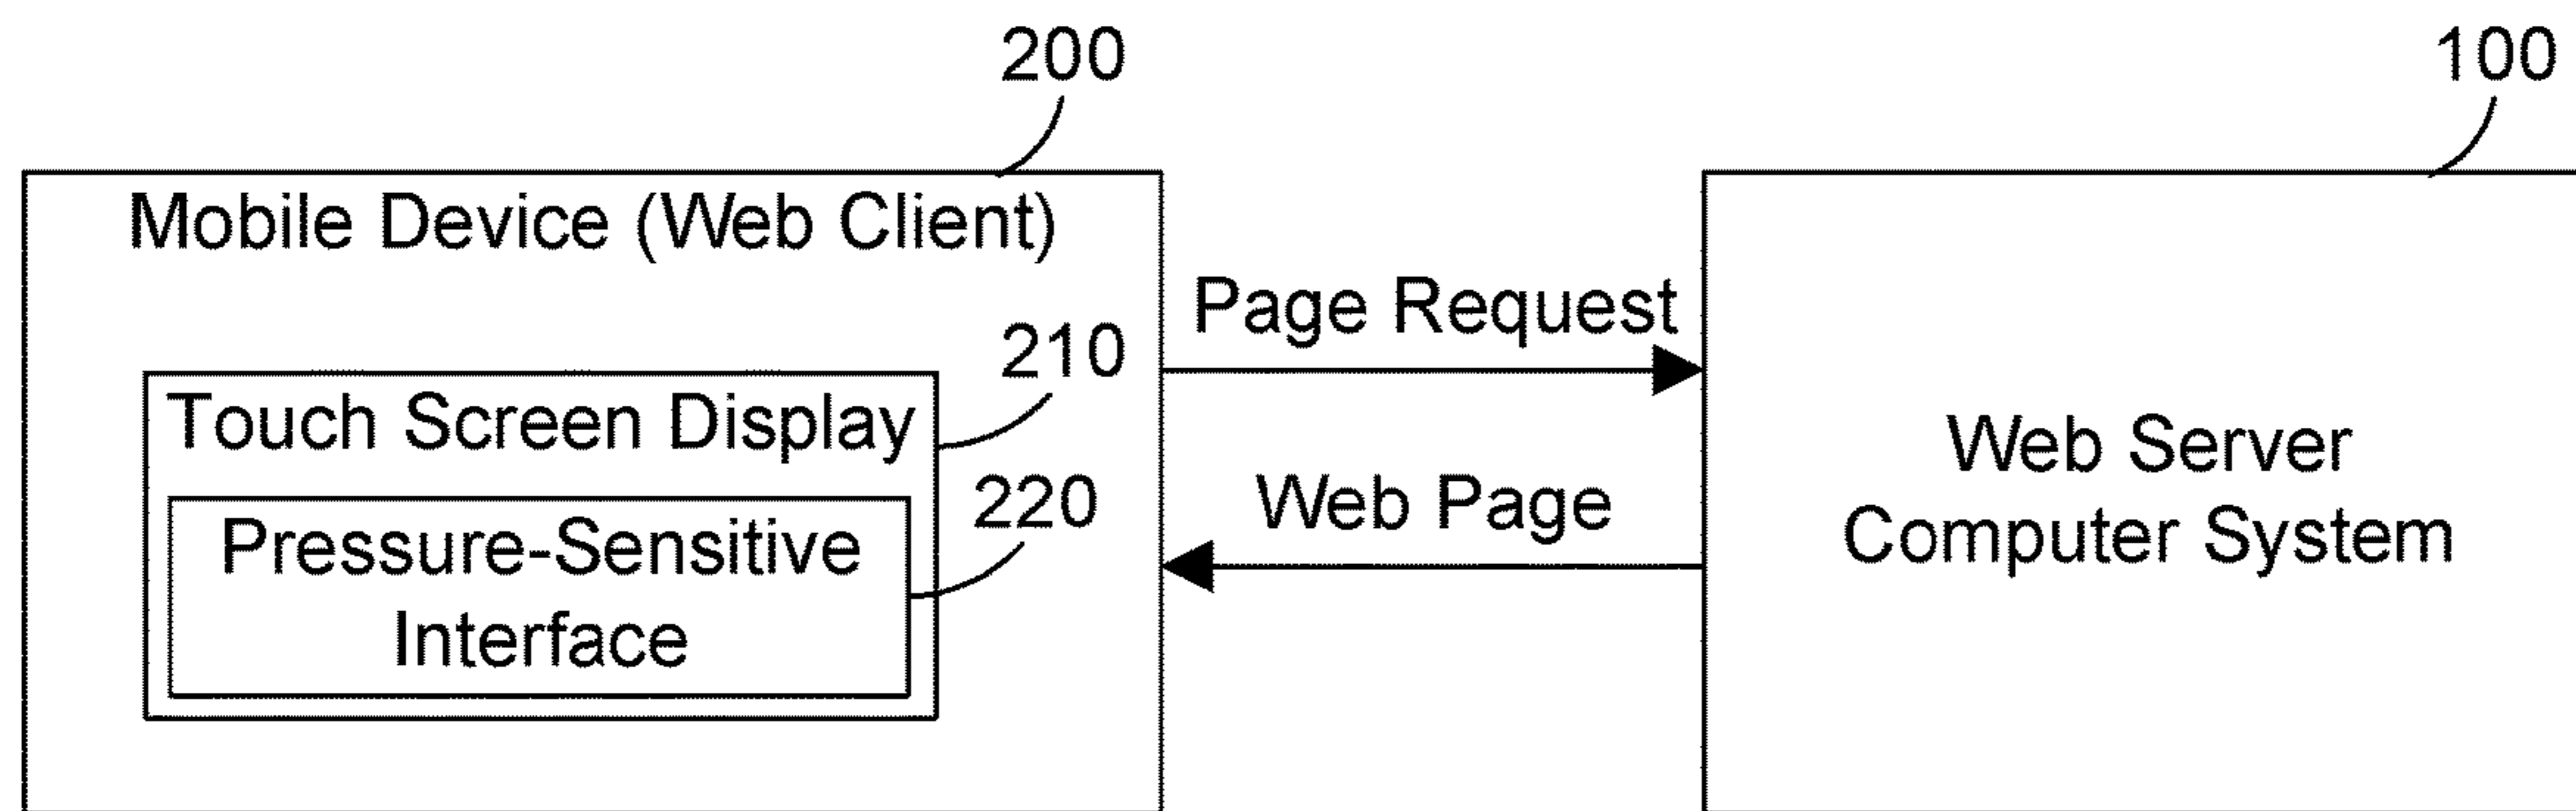 200
100
Mobile Device (Web Client)
Page Request
210
Touch Screen Display
Web Page
220
Pressure-Sensitive
Interface
Web Server
Computer System